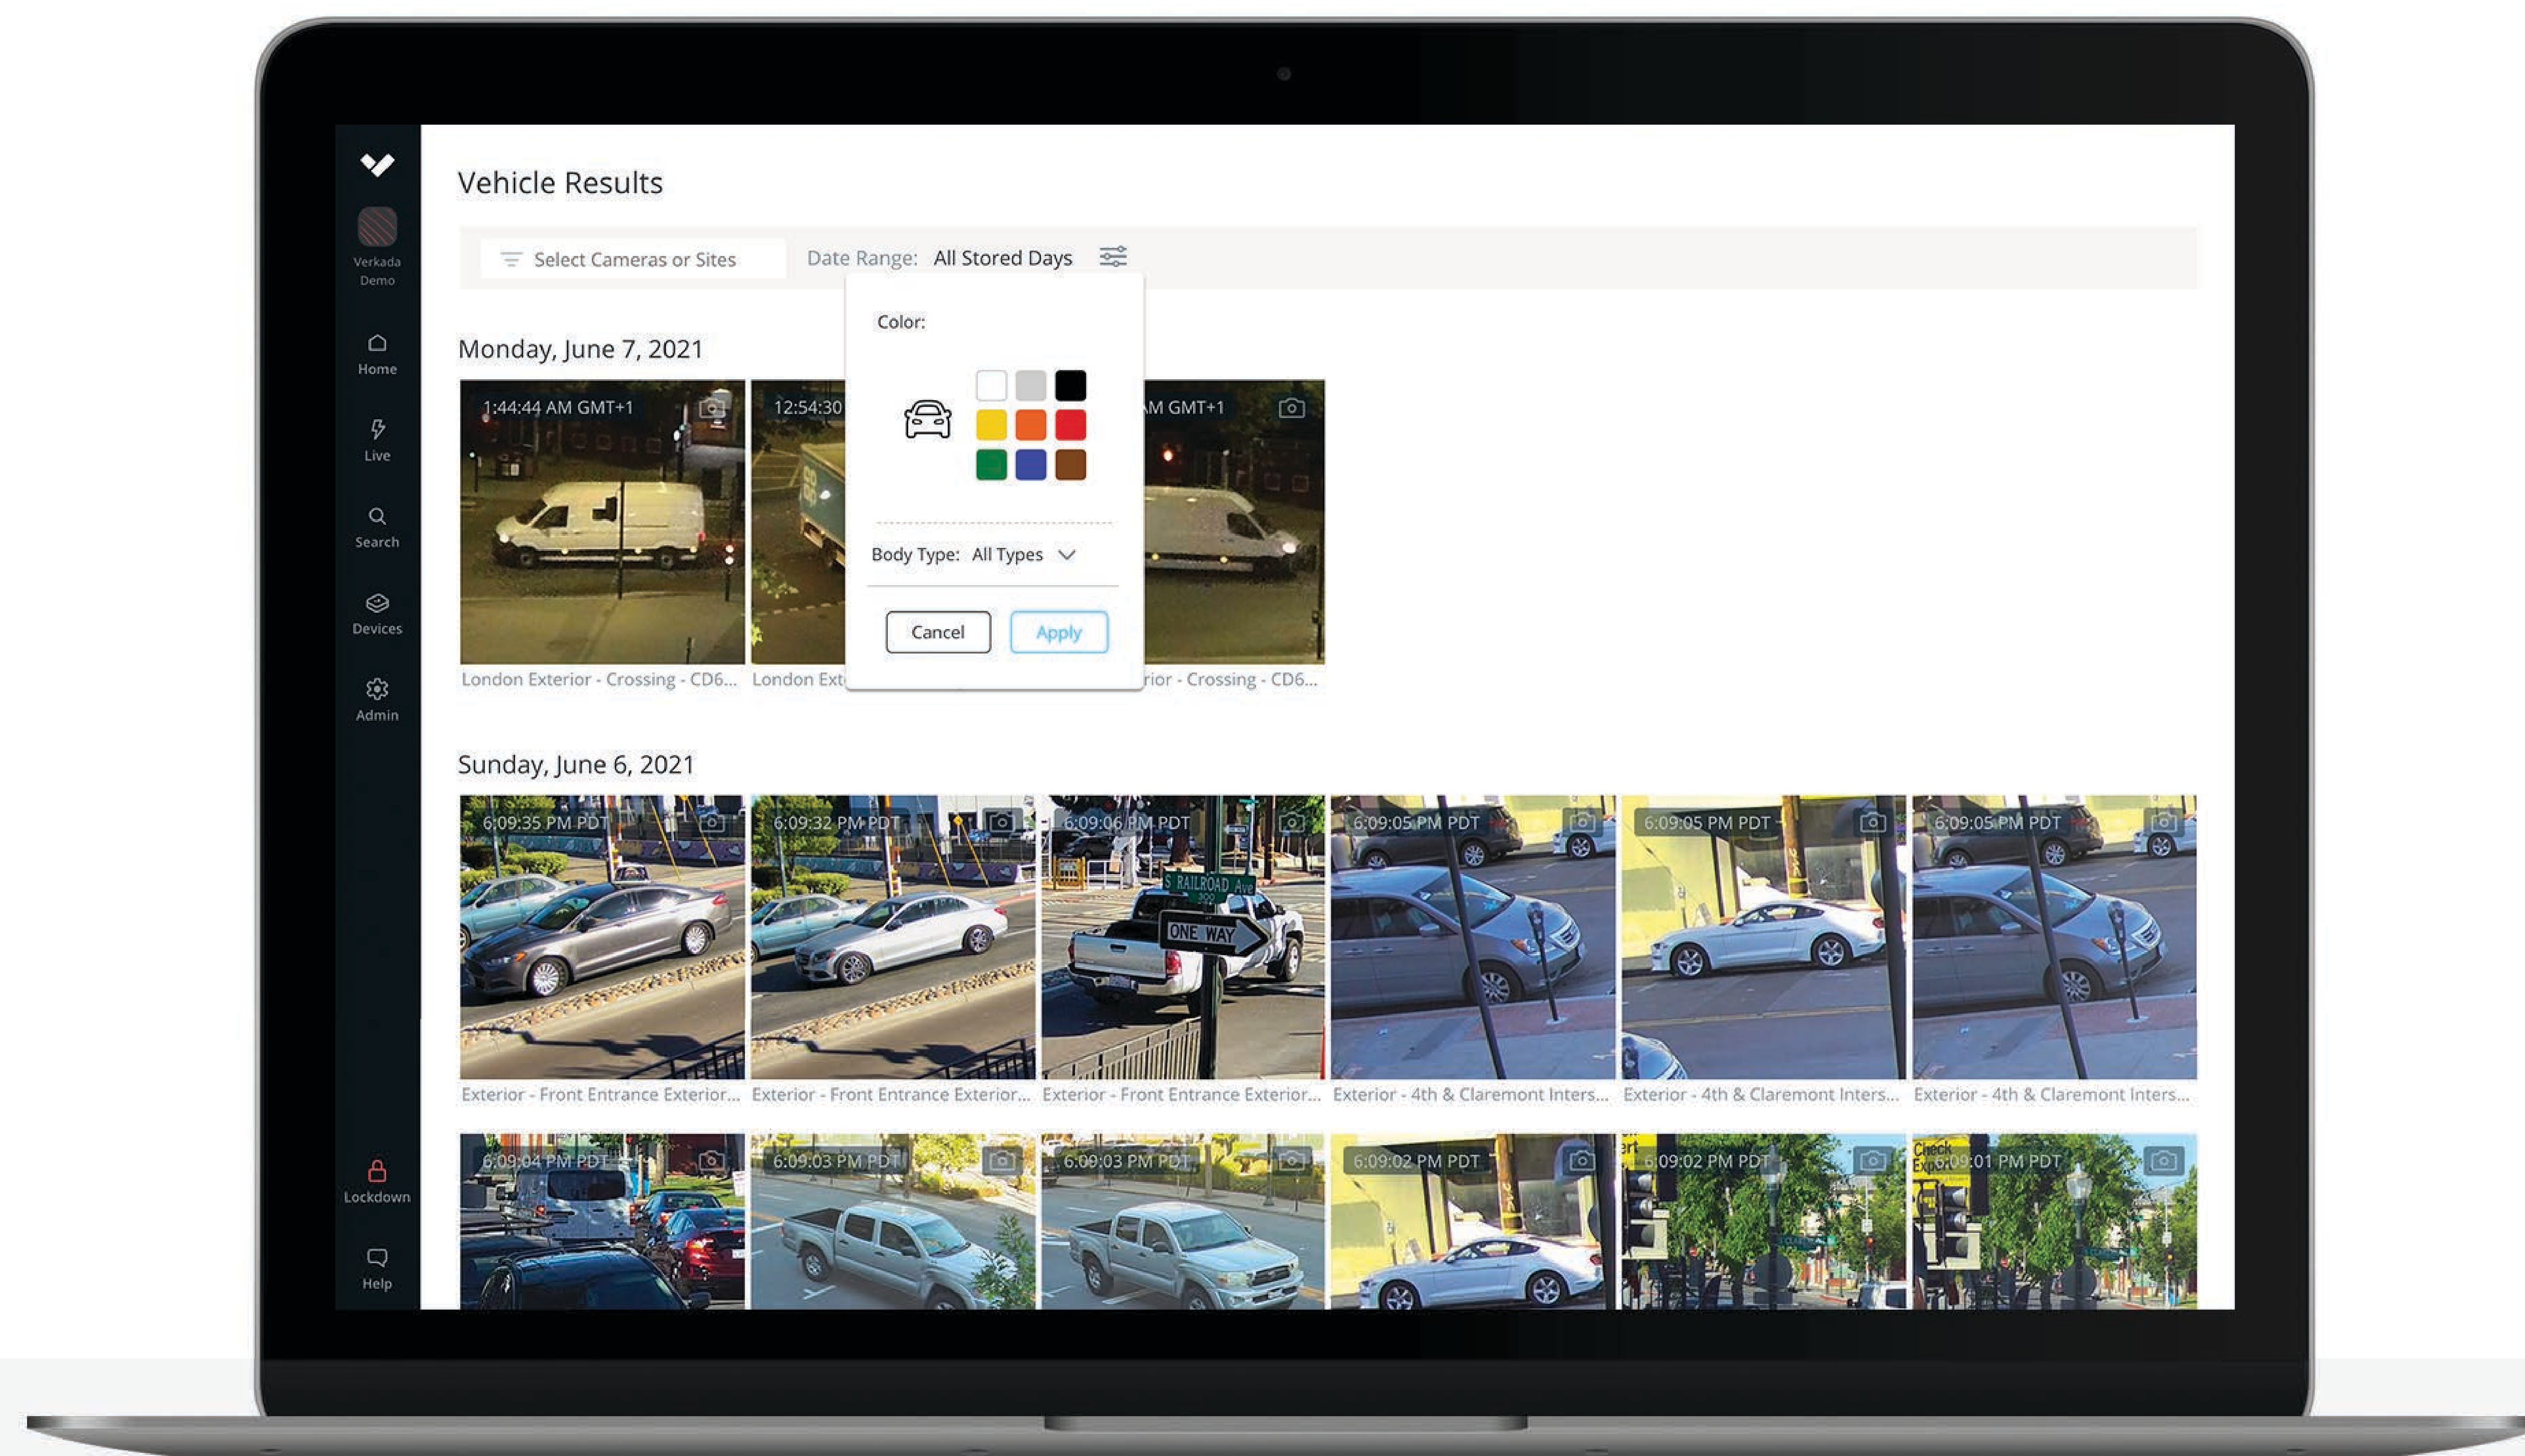 Vehicle Results
Verkada
Demo
Home
Live
Search
Devices
Admin
Lockdown
Help
Select Cameras or Sites
Date Range: All Stored Days
Color:
Body Type: All Types
Cancel
Apply
Monday, June 7, 2021
1:44:44 AM GMT+1
12:54:30
AM GMT+1
London Exterior - Crossing - CD6...
London Ext
rior - Crossing - CD6...
Sunday, June 6, 2021
6:09:35 PM PDT
6:09:32 PM PDT
6:09:06 PM PDT
6:09:05 PM PDT
6:09:05 PM PDT
6:09:05 PM PDT
S RAILROAD Ave
300
ONE WAY
Exterior - Front Entrance Exterior...
Exterior - Front Entrance Exterior...
Exterior - Front Entrance Exterior...
Exterior - 4th & Claremont Inters...
Exterior - 4th & Claremont Inters...
Exterior - 4th & Claremont Inters...
6:09:04 PM PDT
6:09:03 PM PDT
6:09:03 PM PDT
6:09:02 PM PDT
6:09:02 PM PDT
6:09:01 PM PDT
Check